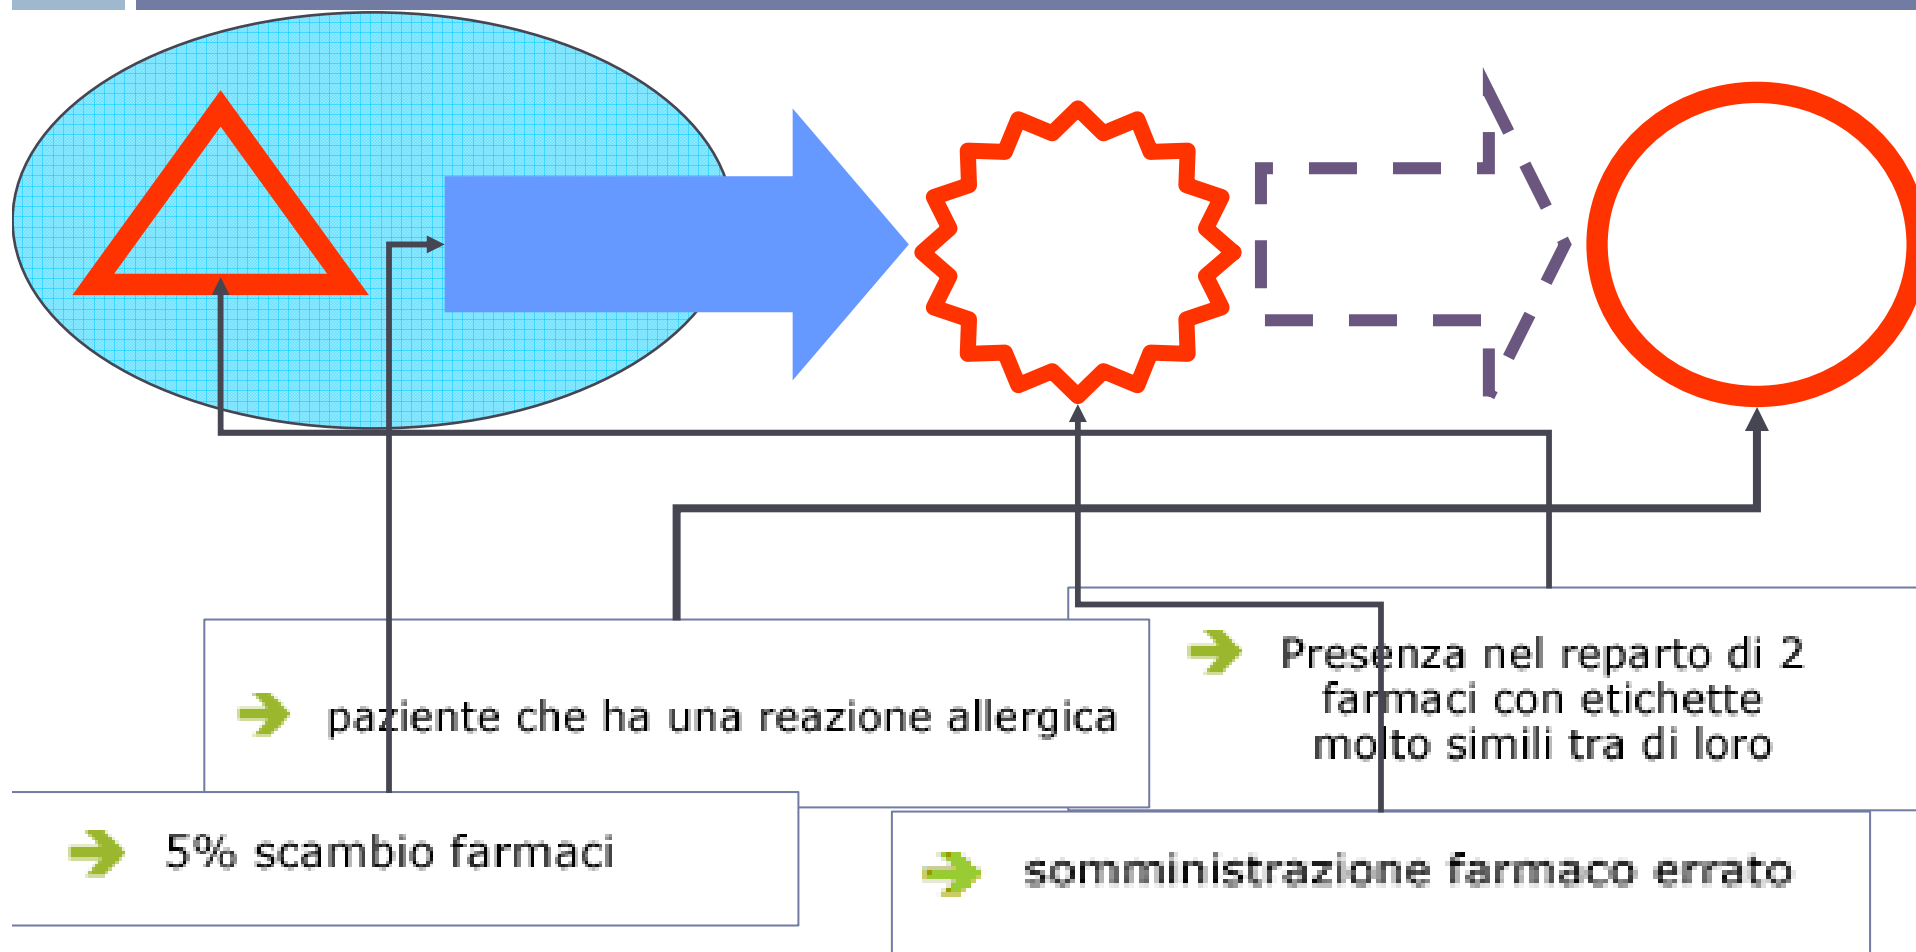 Presenza nel reparto di 2
farmaci con etichette
molto simili tra di loro
paziente che ha una reazione allergica
5% scambio farmaci
somministrazione farmaco errato